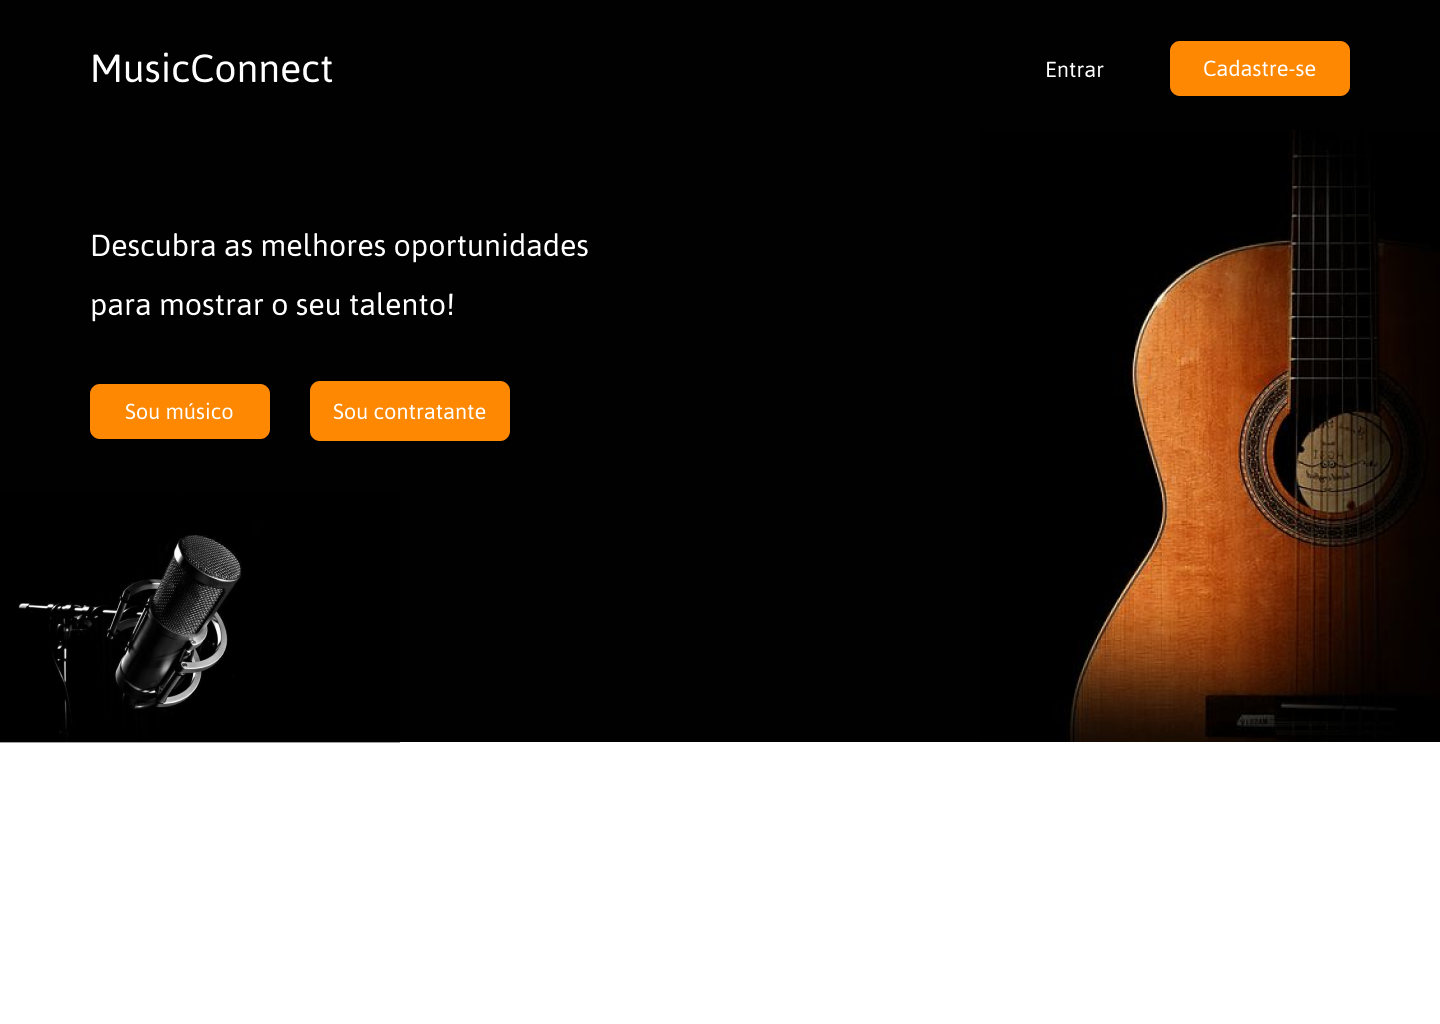 MusicConnect
Entrar
Cadastre-se
Descubra as melhores oportunidades
para mostrar o seu talento!
Sou músico
Sou contratante